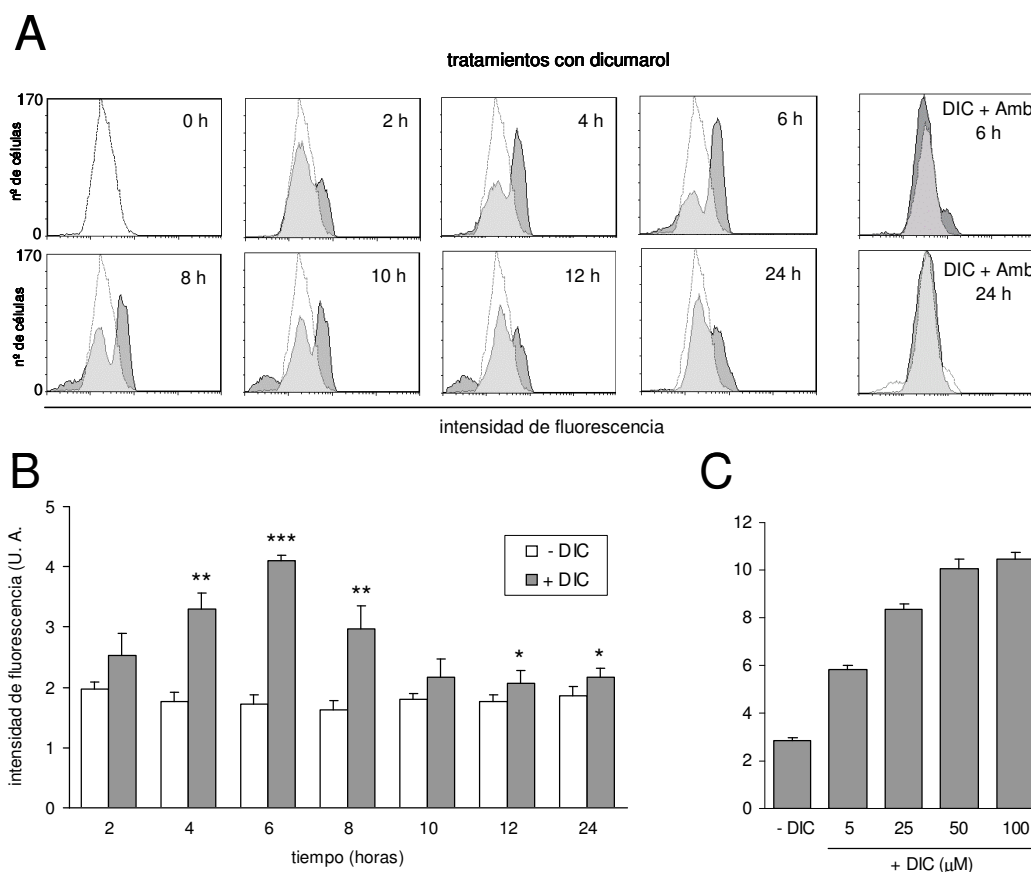 A
tratamientos con dicumarol
nº de células
170
0
0 h
2 h
4 h
6 h
DIC + Amb
6 h
nº de células
170
0
8 h
10 h
12 h
24 h
DIC + Amb
24 h
intensidad de fluorescencia
B
intensidad de fluorescencia (U. A.
5
4
3
2
1
0
**
***
**
*
*
- DIC
+ DIC
2 4 6 8 10 12 24
tiempo (horas)
C
12
10
8
6
4
2
0
- DIC 5 25 50 100
+ DIC (µM)